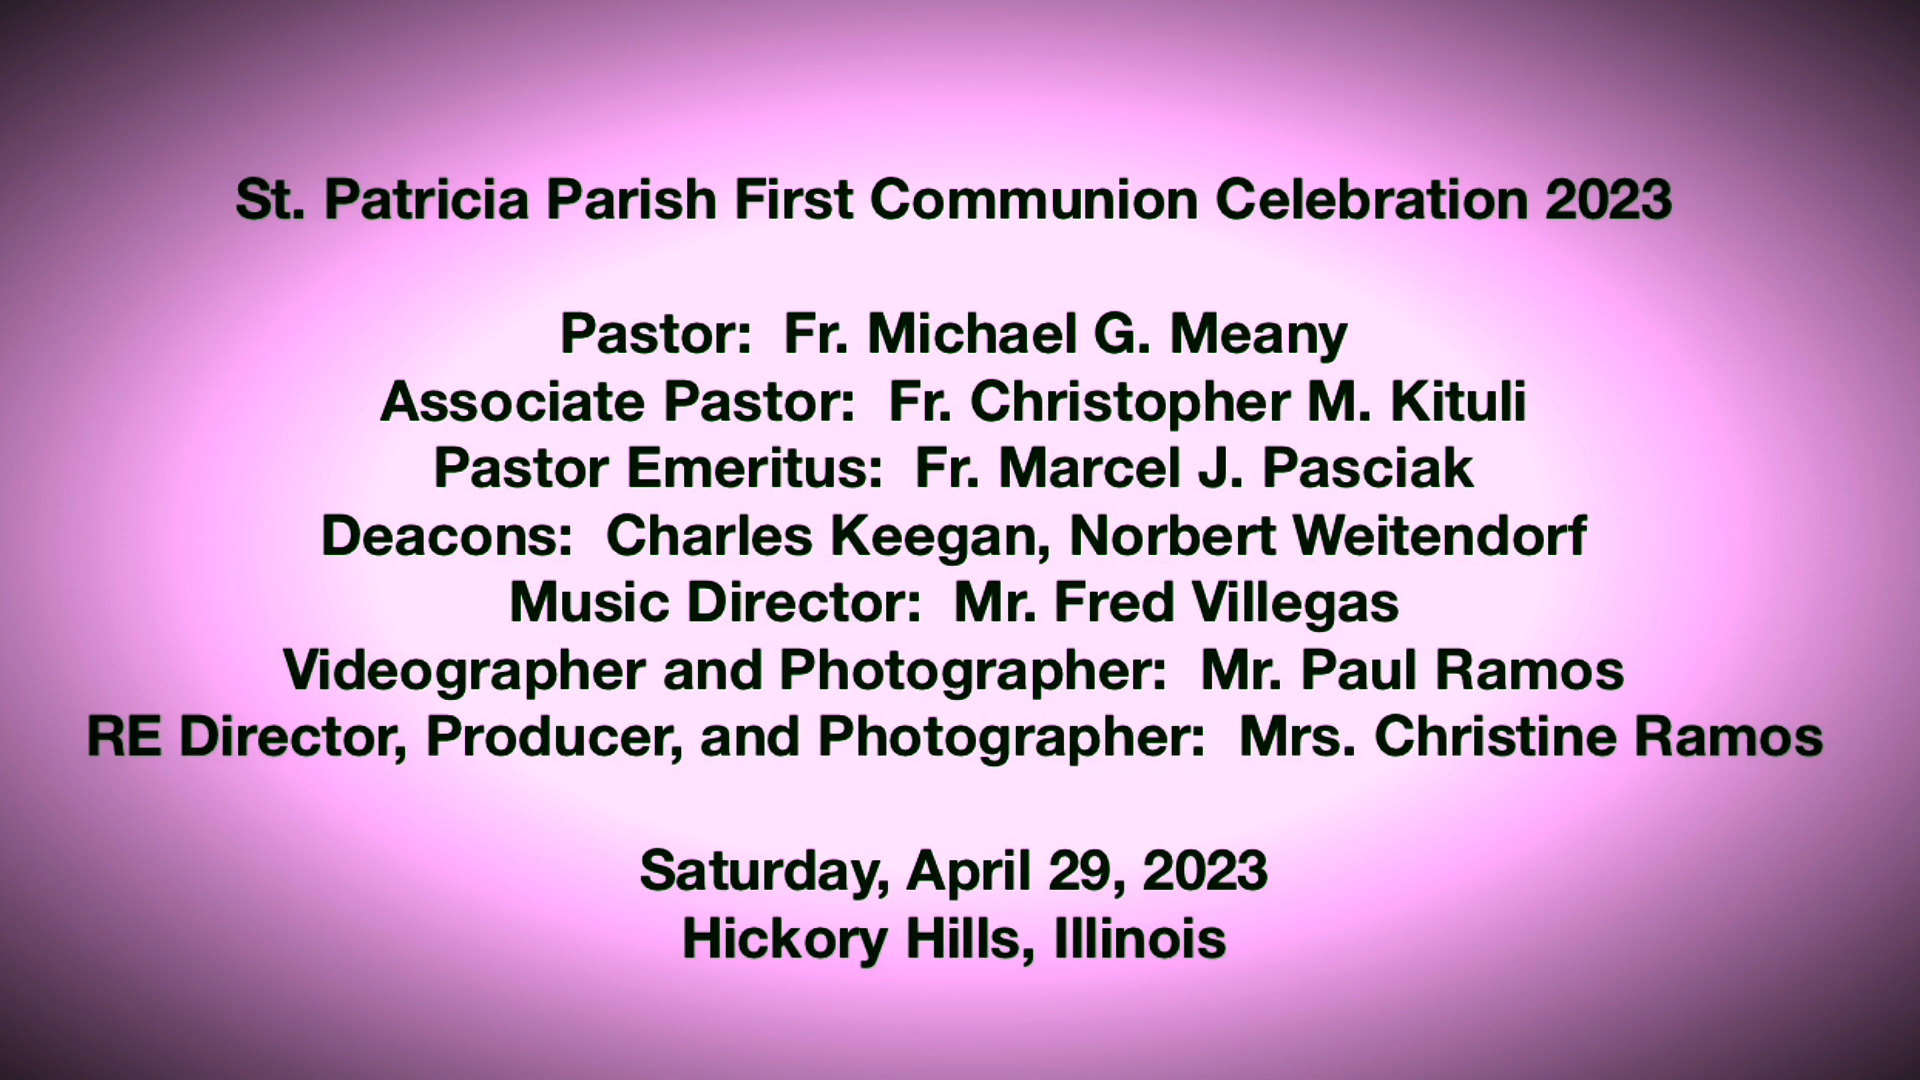 St. Patricia Parish First Communion Celebration 2023
Pastor:  Fr. Michael G. Meany
Associate Pastor:  Fr. Christopher M. Kituli
Pastor Emeritus:  Fr. Marcel J. Pasciak
Deacons:  Charles Keegan, Norbert Weitendorf
Music Director:  Mr. Fred Villegas
Videographer and Photographer:  Mr. Paul Ramos
RE Director, Producer, and Photographer:  Mrs. Christine Ramos
Saturday, April 29, 2023
Hickory Hills, Illinois